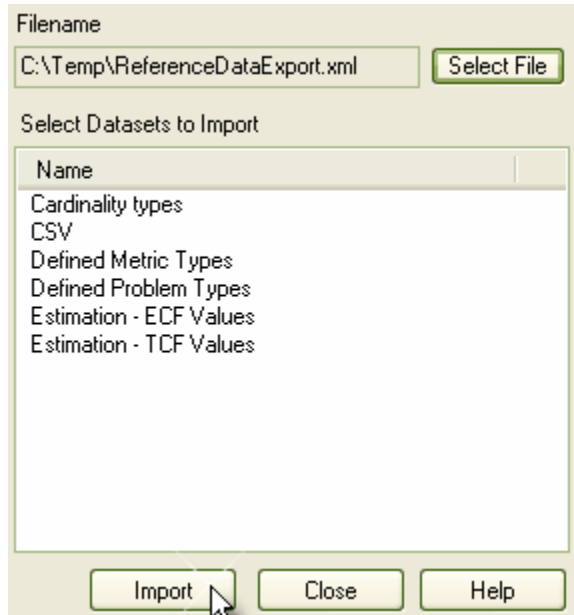 Filename
C:\Temp\ReferenceDataExport.xml Select File
Select Datasets to Import
Name
Cardinality types
CSV
Defined Metric Types
Defined Problem Types
Estimation - ECF Values
Estimation - TCF Values
Import Close Help